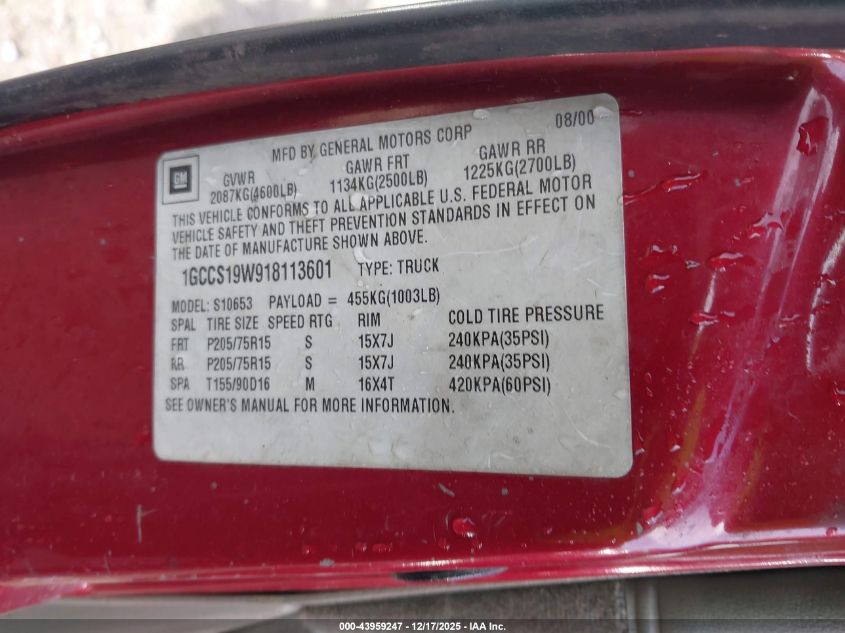 MFD BY GENERAL MOTORS CORP 08/00
GM
GVWR GAWR FRT GAWR RR
2087KG(4600LB) 1134KG(2500LB) 1225KG(2700LB)
THIS VEHICLE CONFORMS TO ALL APPLICABLE U.S. FEDERAL MOTOR
VEHICLE SAFETY AND THEFT PREVENTION STANDARDS IN EFFECT ON
THE DATE OF MANUFACTURE SHOWN ABOVE.
1GCCS19W918113601 TYPE: TRUCK
MODEL: S10653 PAYLOAD = 455KG(1003LB)
SPAL TIRE SIZE SPEED RTG RIM COLD TIRE PRESSURE
FRT P205/75R15 S 15X7J 240KPA(35PSI)
RR P205/75R15 S 15X7J 240KPA(35PSI)
SPA T155/90D16 M 16X4T 420KPA(60PSI)
SEE OWNER'S MANUAL FOR MORE INFORMATION.
000-43959247 - 12/17/2025 - IAA Inc.